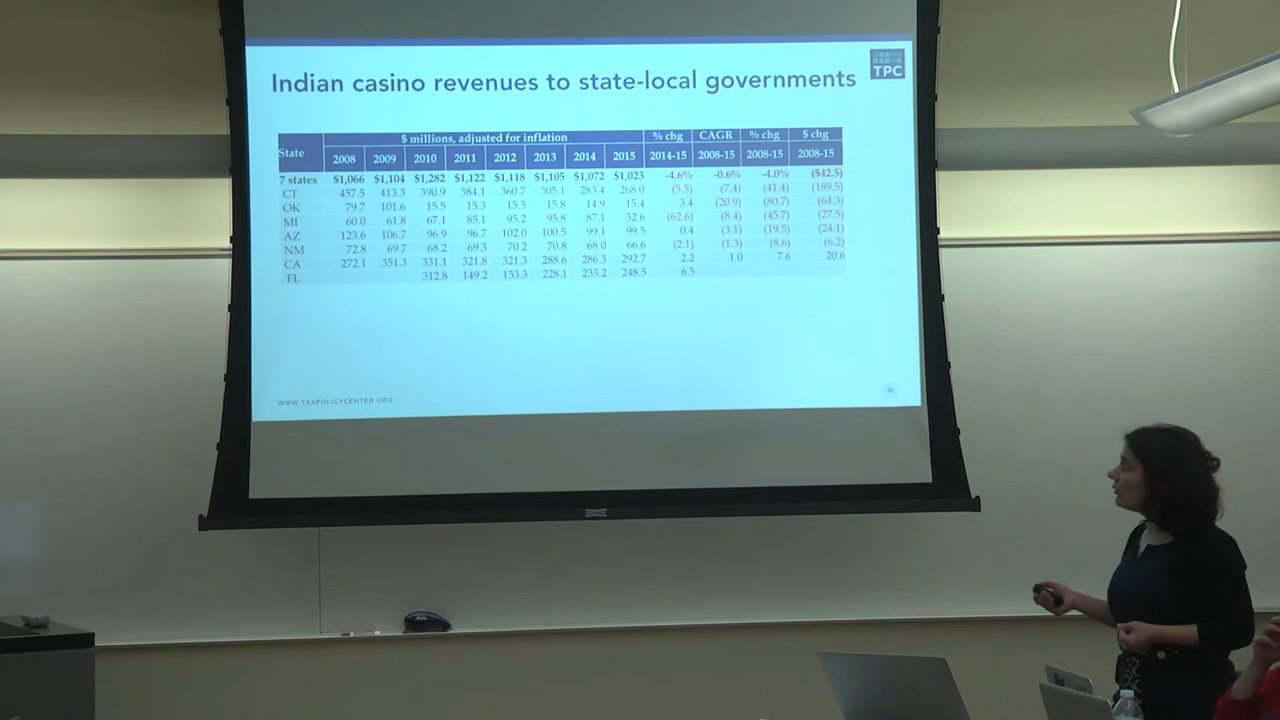 Indian casino revenues to state-local governments
TPC
State $ millions, adjusted for inflation % chg CAGR % chg $ chg
2008 2009 2010 2011 2012 2013 2014 2015 2014-15 2008-15 2008-15 2008-15
7 states $1,066 $1,104 $1,282 $1,122 $1,118 $1,105 $1,072 $1,023 -4.6% -0.6% -4.0% ($42.5)
CT 457.5 413.3 390.9 384.1 360.7 305.1 283.4 268.0 (5.5) (7.4) (41.4) (189.5)
OK 79.7 101.6 15.5 15.3 15.5 15.8 14.9 15.4 3.4 (20.9) (80.7) (64.3)
MI 60.0 61.8 67.1 85.1 95.2 95.8 87.1 32.6 (62.6) (8.4) (45.7) (27.5)
AZ 123.6 106.7 96.9 96.7 102.0 100.5 99.1 99.5 0.4 (3.1) (19.5) (24.1)
NM 72.8 69.7 68.2 69.3 70.2 70.8 68.0 66.6 (2.1) (1.3) (8.6) (6.2)
CA 272.1 351.3 331.1 321.8 321.3 288.6 286.3 292.7 2.2 1.0 7.6 20.6
FL 312.8 149.2 153.3 228.1 233.2 248.5 6.5
WWW.TAXPOLICYCENTER.ORG